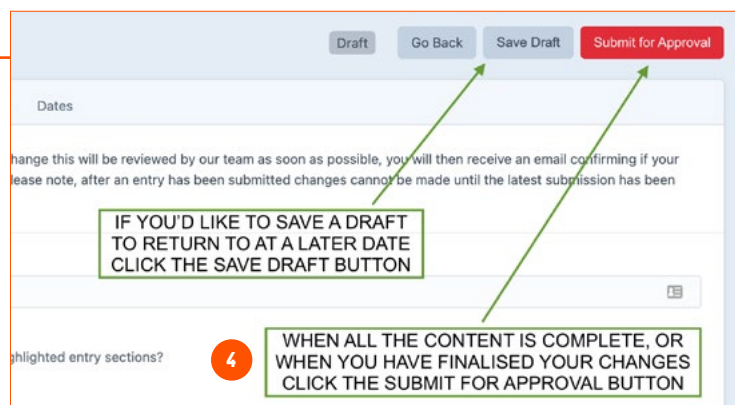 Draft Go Back Save Draft Submit for Approval
Dates
hange this will be reviewed by our team as soon as possible, you will then receive an email confirming if your
lease note, after an entry has been submitted changes cannot be made until the latest submission has been
IF YOU'D LIKE TO SAVE A DRAFT
TO RETURN TO AT A LATER DATE
CLICK THE SAVE DRAFT BUTTON
ghlighted entry sections?
4
WHEN ALL THE CONTENT IS COMPLETE, OR
WHEN YOU HAVE FINALISED YOUR CHANGES
CLICK THE SUBMIT FOR APPROVAL BUTTON